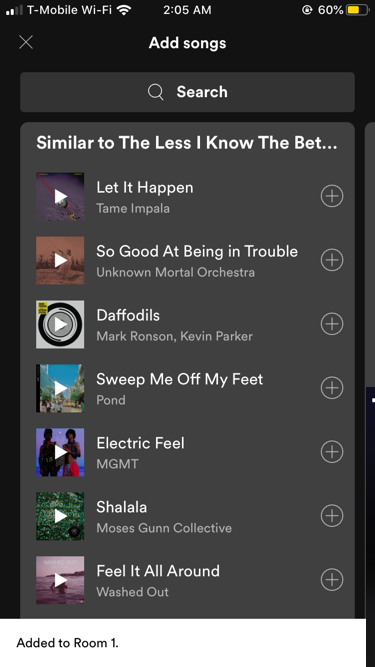 T-Mobile Wi-Fi 2:05 AM 60%
Add songs
Search
Similar to The Less I Know The Bet...
Let It Happen
Tame Impala
So Good At Being in Trouble
Unknown Mortal Orchestra
Daffodils
Mark Ronson, Kevin Parker
Sweep Me Off My Feet
Pond
Electric Feel
MGMT
Shalala
Moses Gunn Collective
Feel It All Around
Washed Out
Added to Room 1.